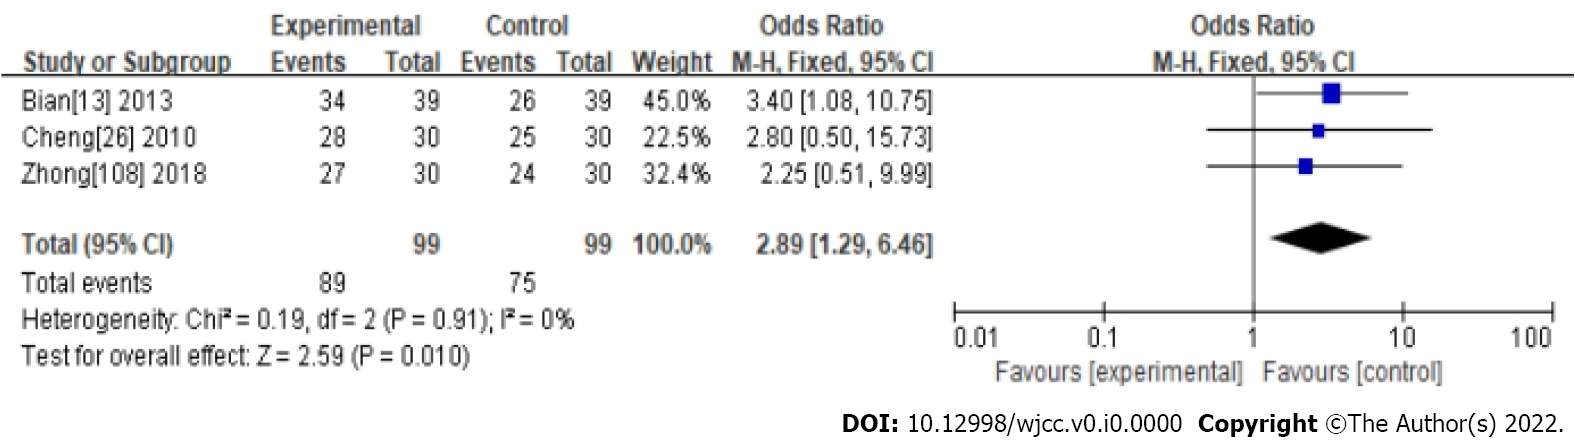 Experimental Control Odds Ratio Odds Ratio
Study or Subgroup Events Total Events Total Weight M-H, Fixed, 95% CI M-H, Fixed, 95% CI
Bian[13] 2013 34 39 26 39 45.0% 3.40 [1.08, 10.75]
Cheng[26] 2010 28 30 25 30 22.5% 2.80 [0.50, 15.73]
Zhong[108] 2018 27 30 24 30 32.4% 2.25 [0.51, 9.99]
Total (95% CI) 99 99 100.0% 2.89 [1.29, 6.46]
Total events 89 75
Heterogeneity: Chi² = 0.19, df = 2 (P = 0.91); I² = 0%
Test for overall effect: Z = 2.59 (P = 0.010)
0.01 0.1 1 10 100
Favours [experimental] Favours [control]
DOI: 10.12998/wjcc.v0.i0.0000 Copyright ©The Author(s) 2022.